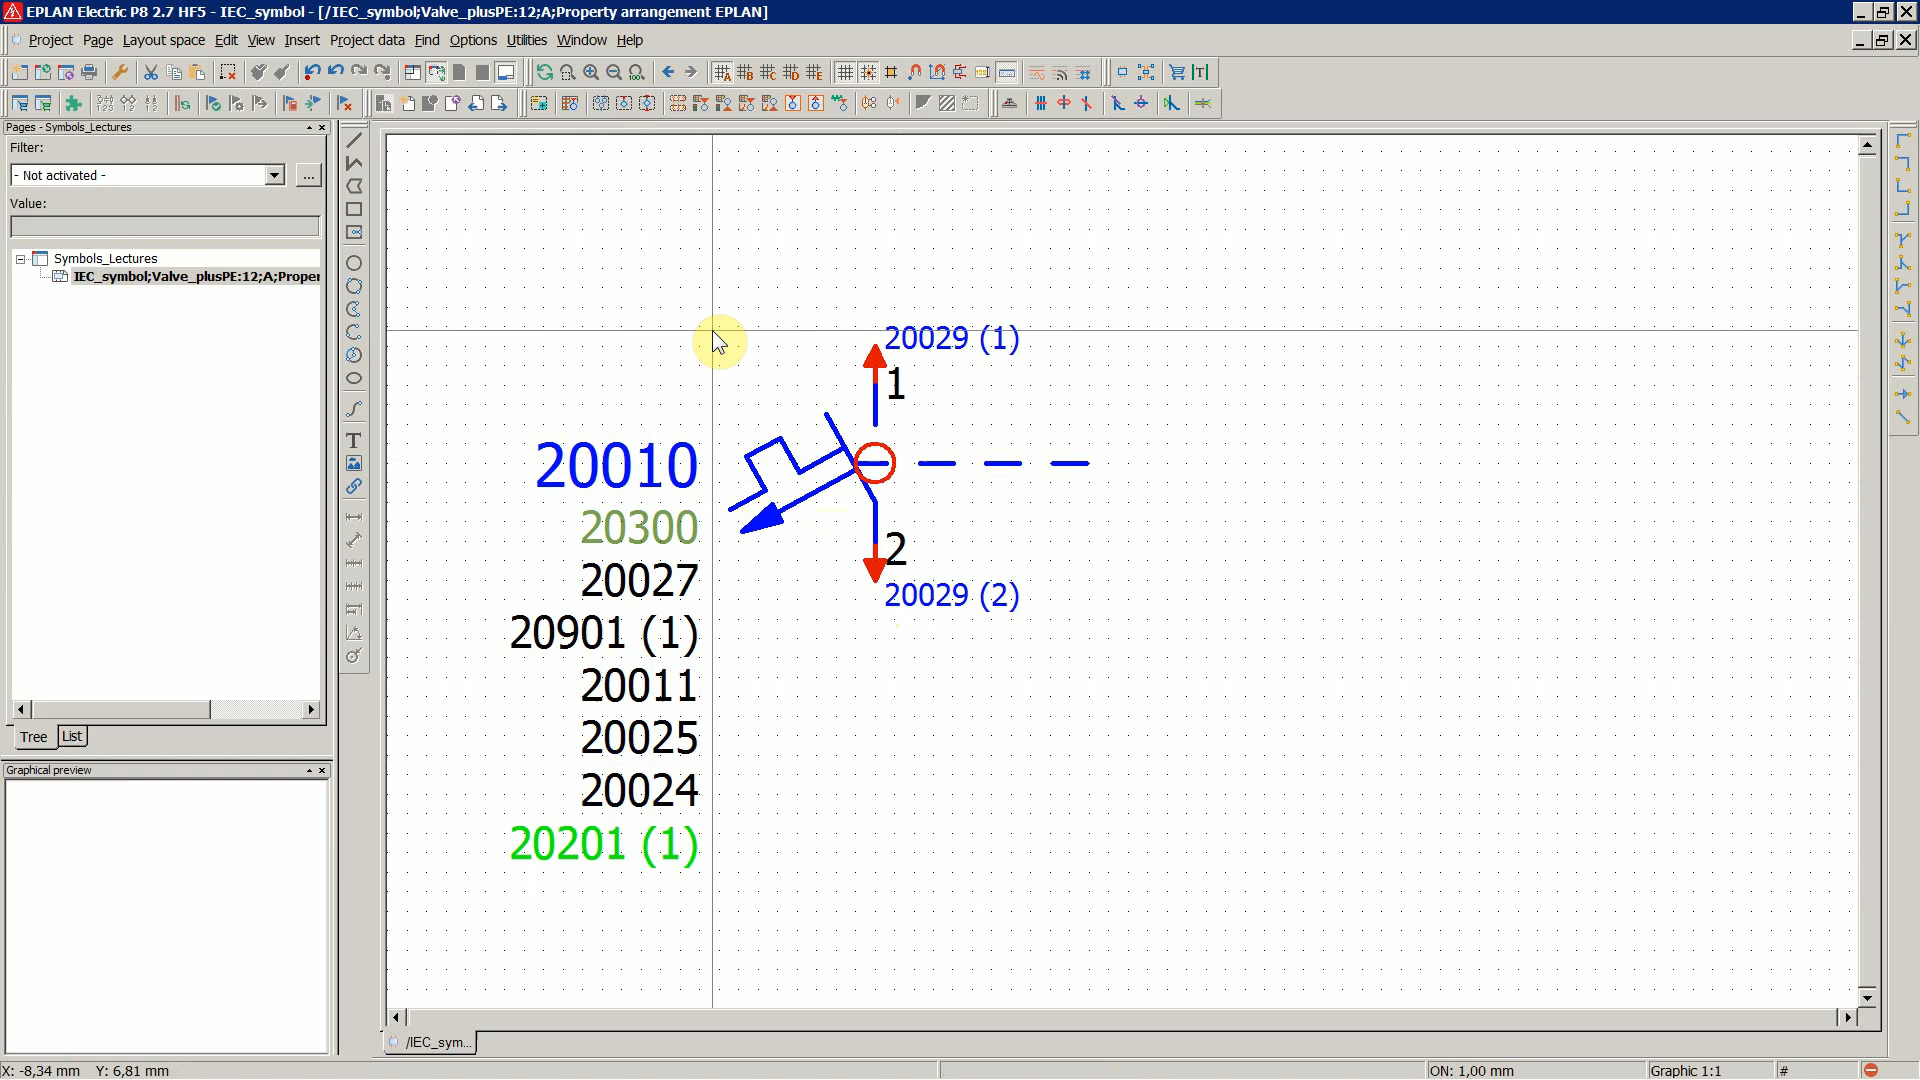 EPLAN Electric P8 2.7 HF5 - IEC_symbol - [/IEC_symbol;Valve_plusPE:12;A;Property arrangement EPLAN]
Project Page Layout space Edit View Insert Project data Find Options Utilities Window Help
Pages - Symbols_Lectures
Filter:
- Not activated -
...
Value:
Symbols_Lectures
IEC_symbol;Valve_plusPE:12;A;Proper
Tree List
Graphical preview
20029 (1)
1
20010
20300
2
20027
20029 (2)
20901 (1)
20011
20025
20024
20201 (1)
/IEC_sym...
X: -8,34 mm Y: 6,81 mm
ON: 1,00 mm
Graphic 1:1
#